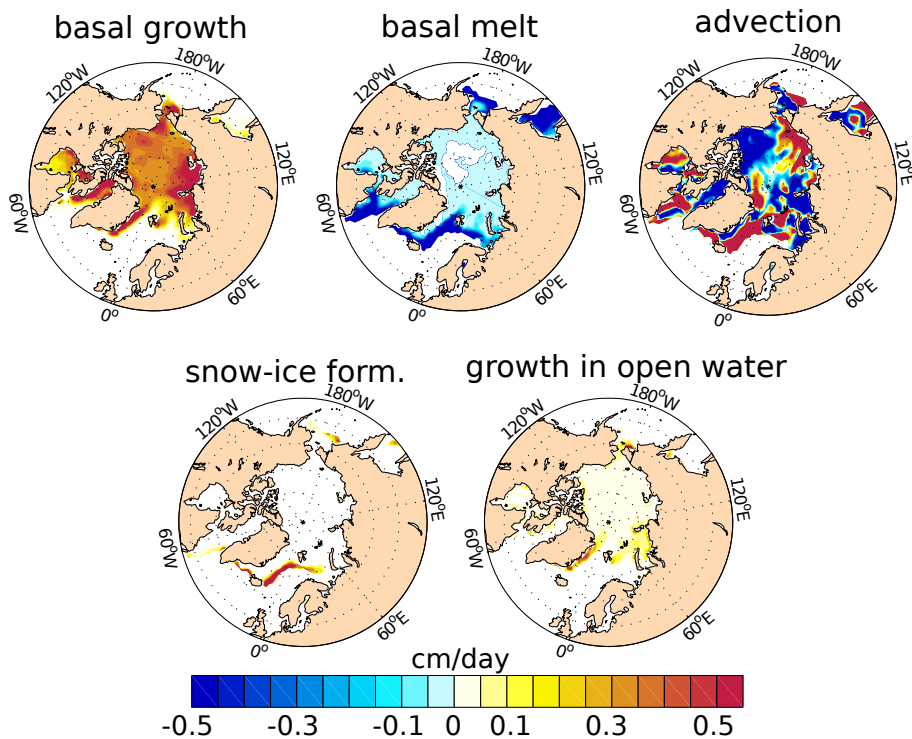 basal growth
basal melt
advection
120°W
180°W
120°E
60°E
0°
60°W
120°W
180°W
120°E
60°E
0°
60°W
120°W
180°W
120°E
60°E
0°
60°W
snow-ice form.
growth in open water
120°W
180°W
120°E
60°E
0°
60°W
120°W
180°W
120°E
60°E
0°
60°W
cm/day
-0.5 -0.3 -0.1 0 0.1 0.3 0.5